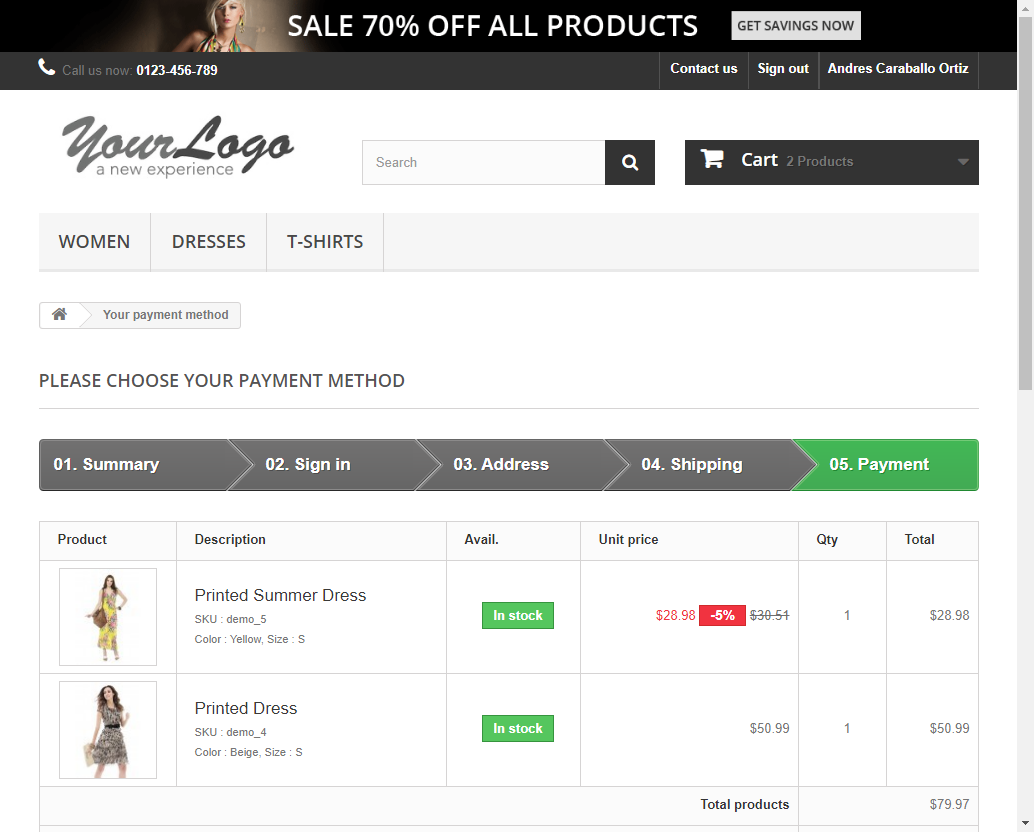 SALE 70% OFF ALL PRODUCTS GET SAVINGS NOW
Call us now: 0123-456-789 Contact us Sign out Andres Caraballo Ortiz
YourLogo
a new experience
Search Cart 2 Products
WOMEN DRESSES T-SHIRTS
Your payment method
PLEASE CHOOSE YOUR PAYMENT METHOD
01. Summary 02. Sign in 03. Address 04. Shipping 05. Payment
Product Description Avail. Unit price Qty Total
Printed Summer Dress
SKU : demo_5
Color : Yellow, Size : S
In stock $28.98 -5% $30.51 1 $28.98
Printed Dress
SKU : demo_4
Color : Beige, Size : S
In stock $50.99 1 $50.99
Total products $79.97